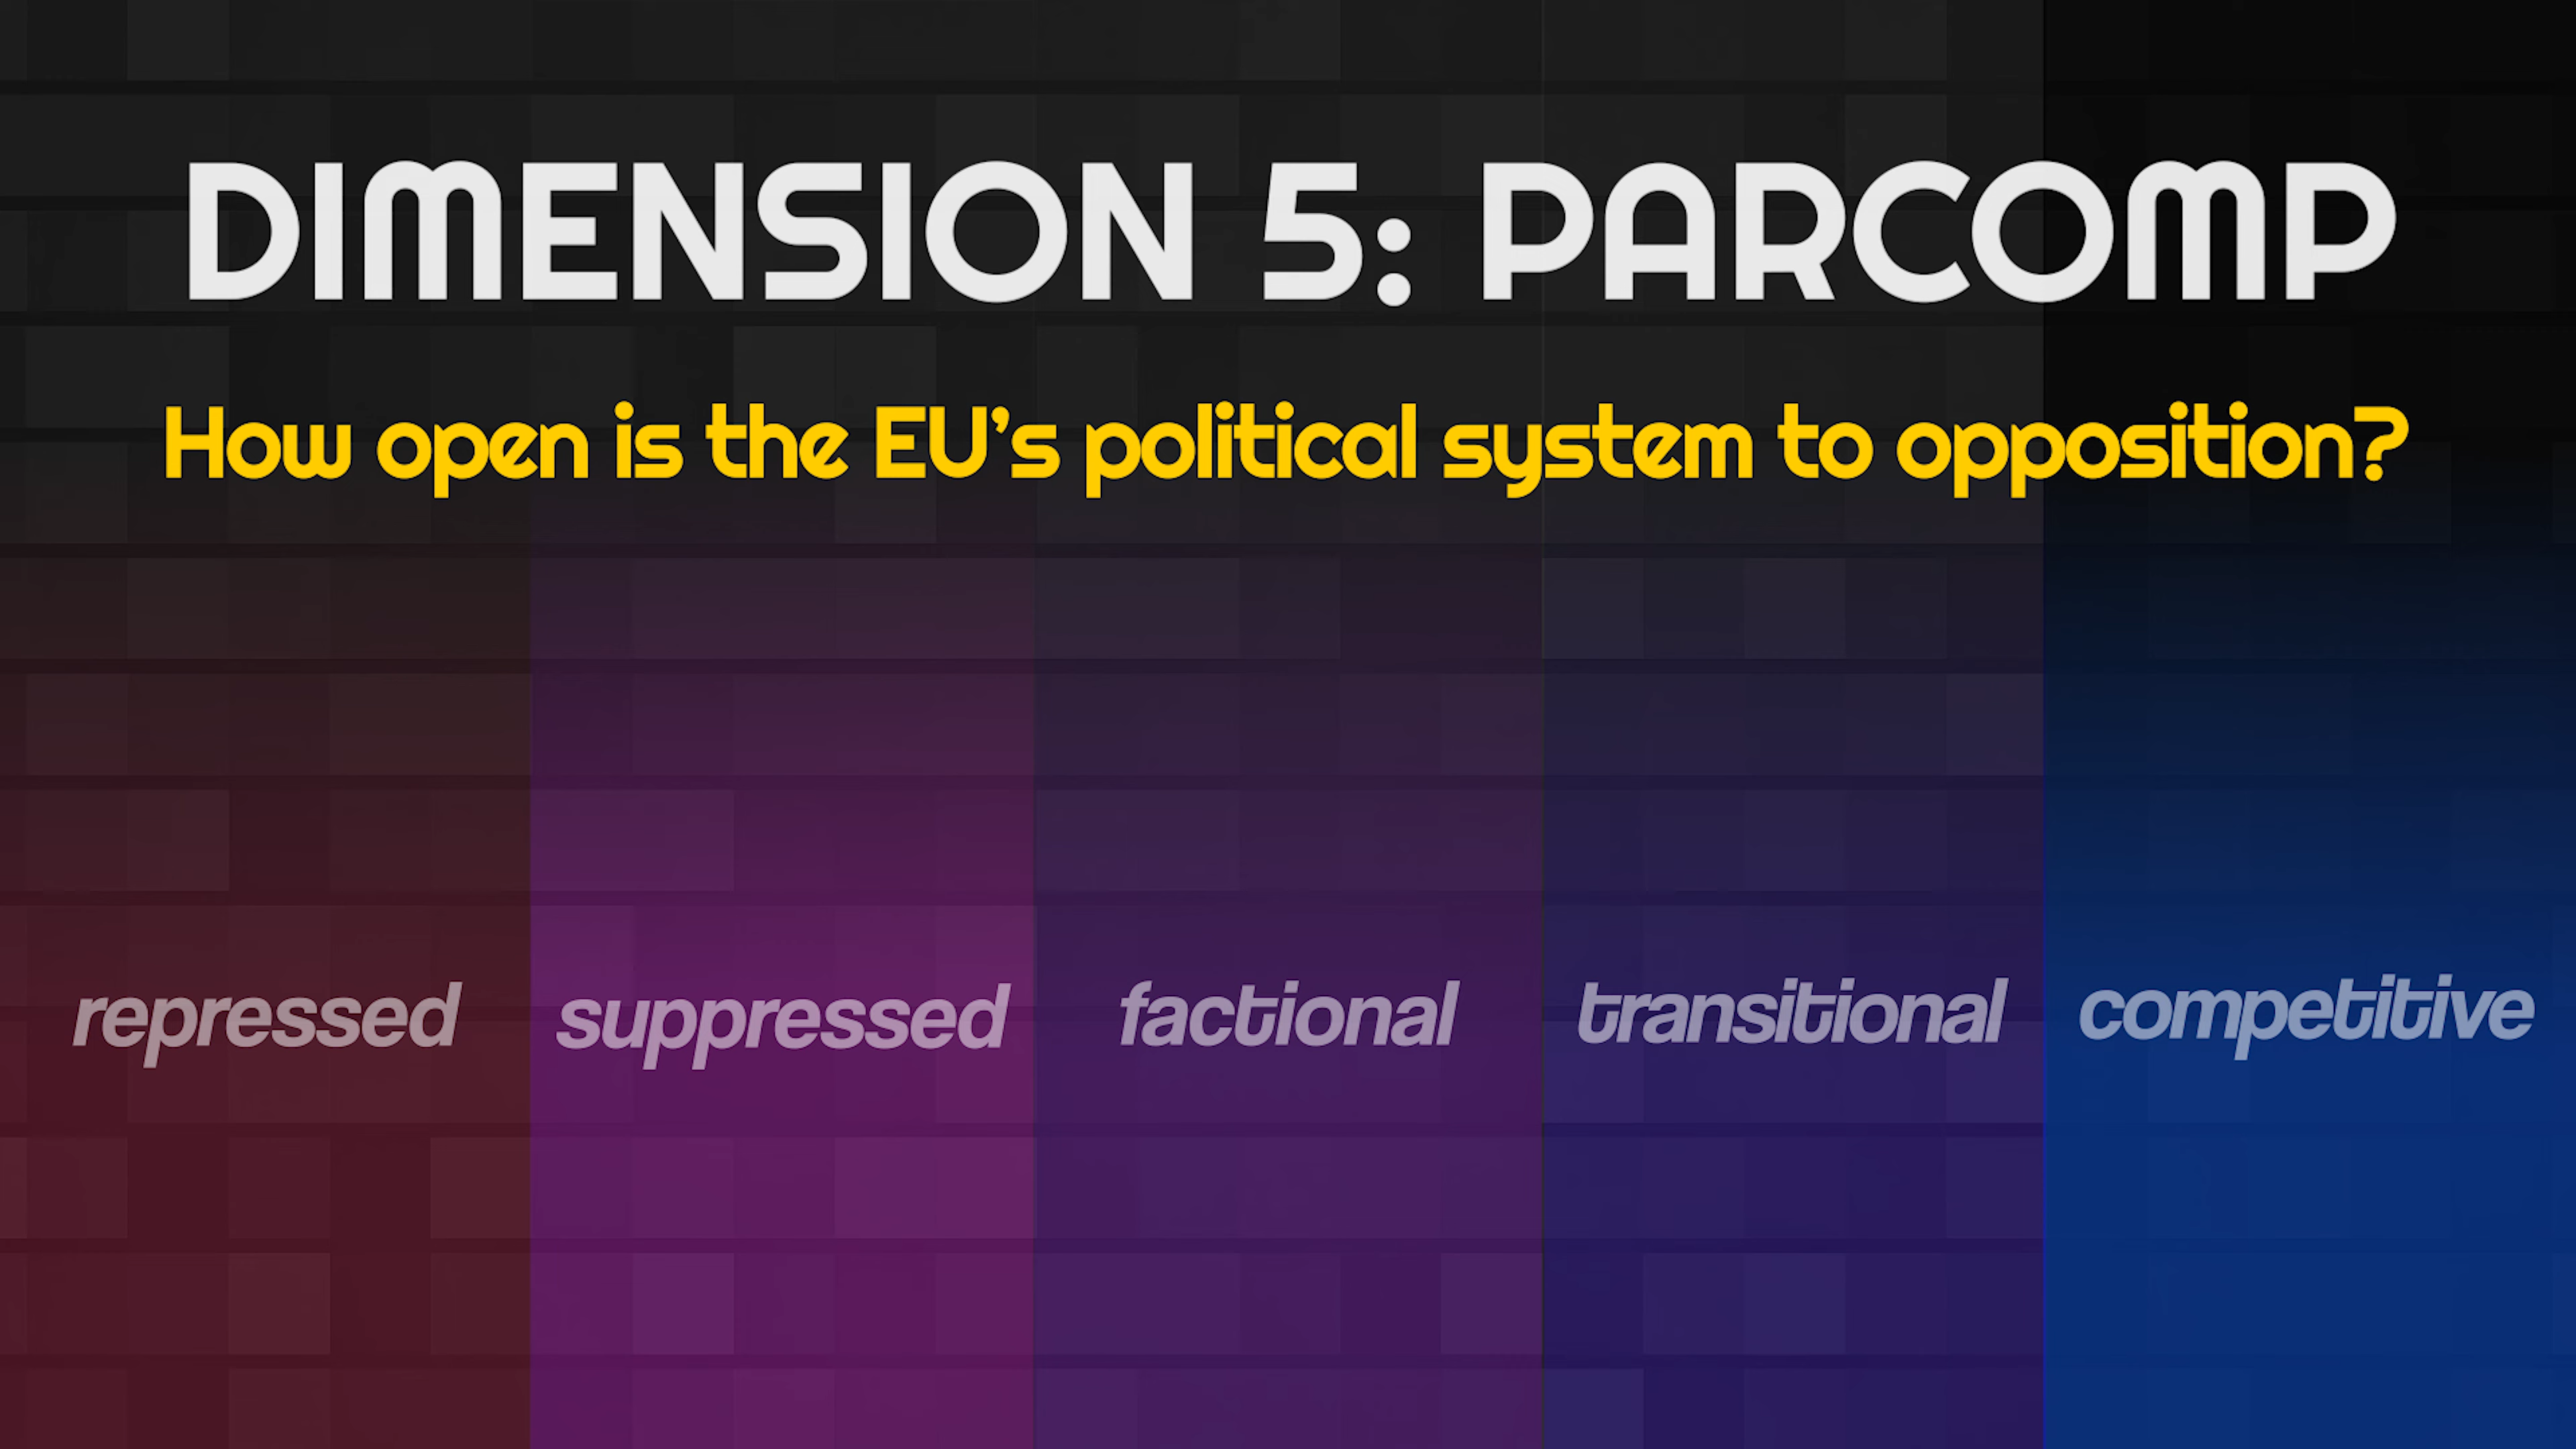 DIMENSION 5: PARCOMP
How open is the EU’s political system to opposition?
repressed suppressed factional transitional competitive